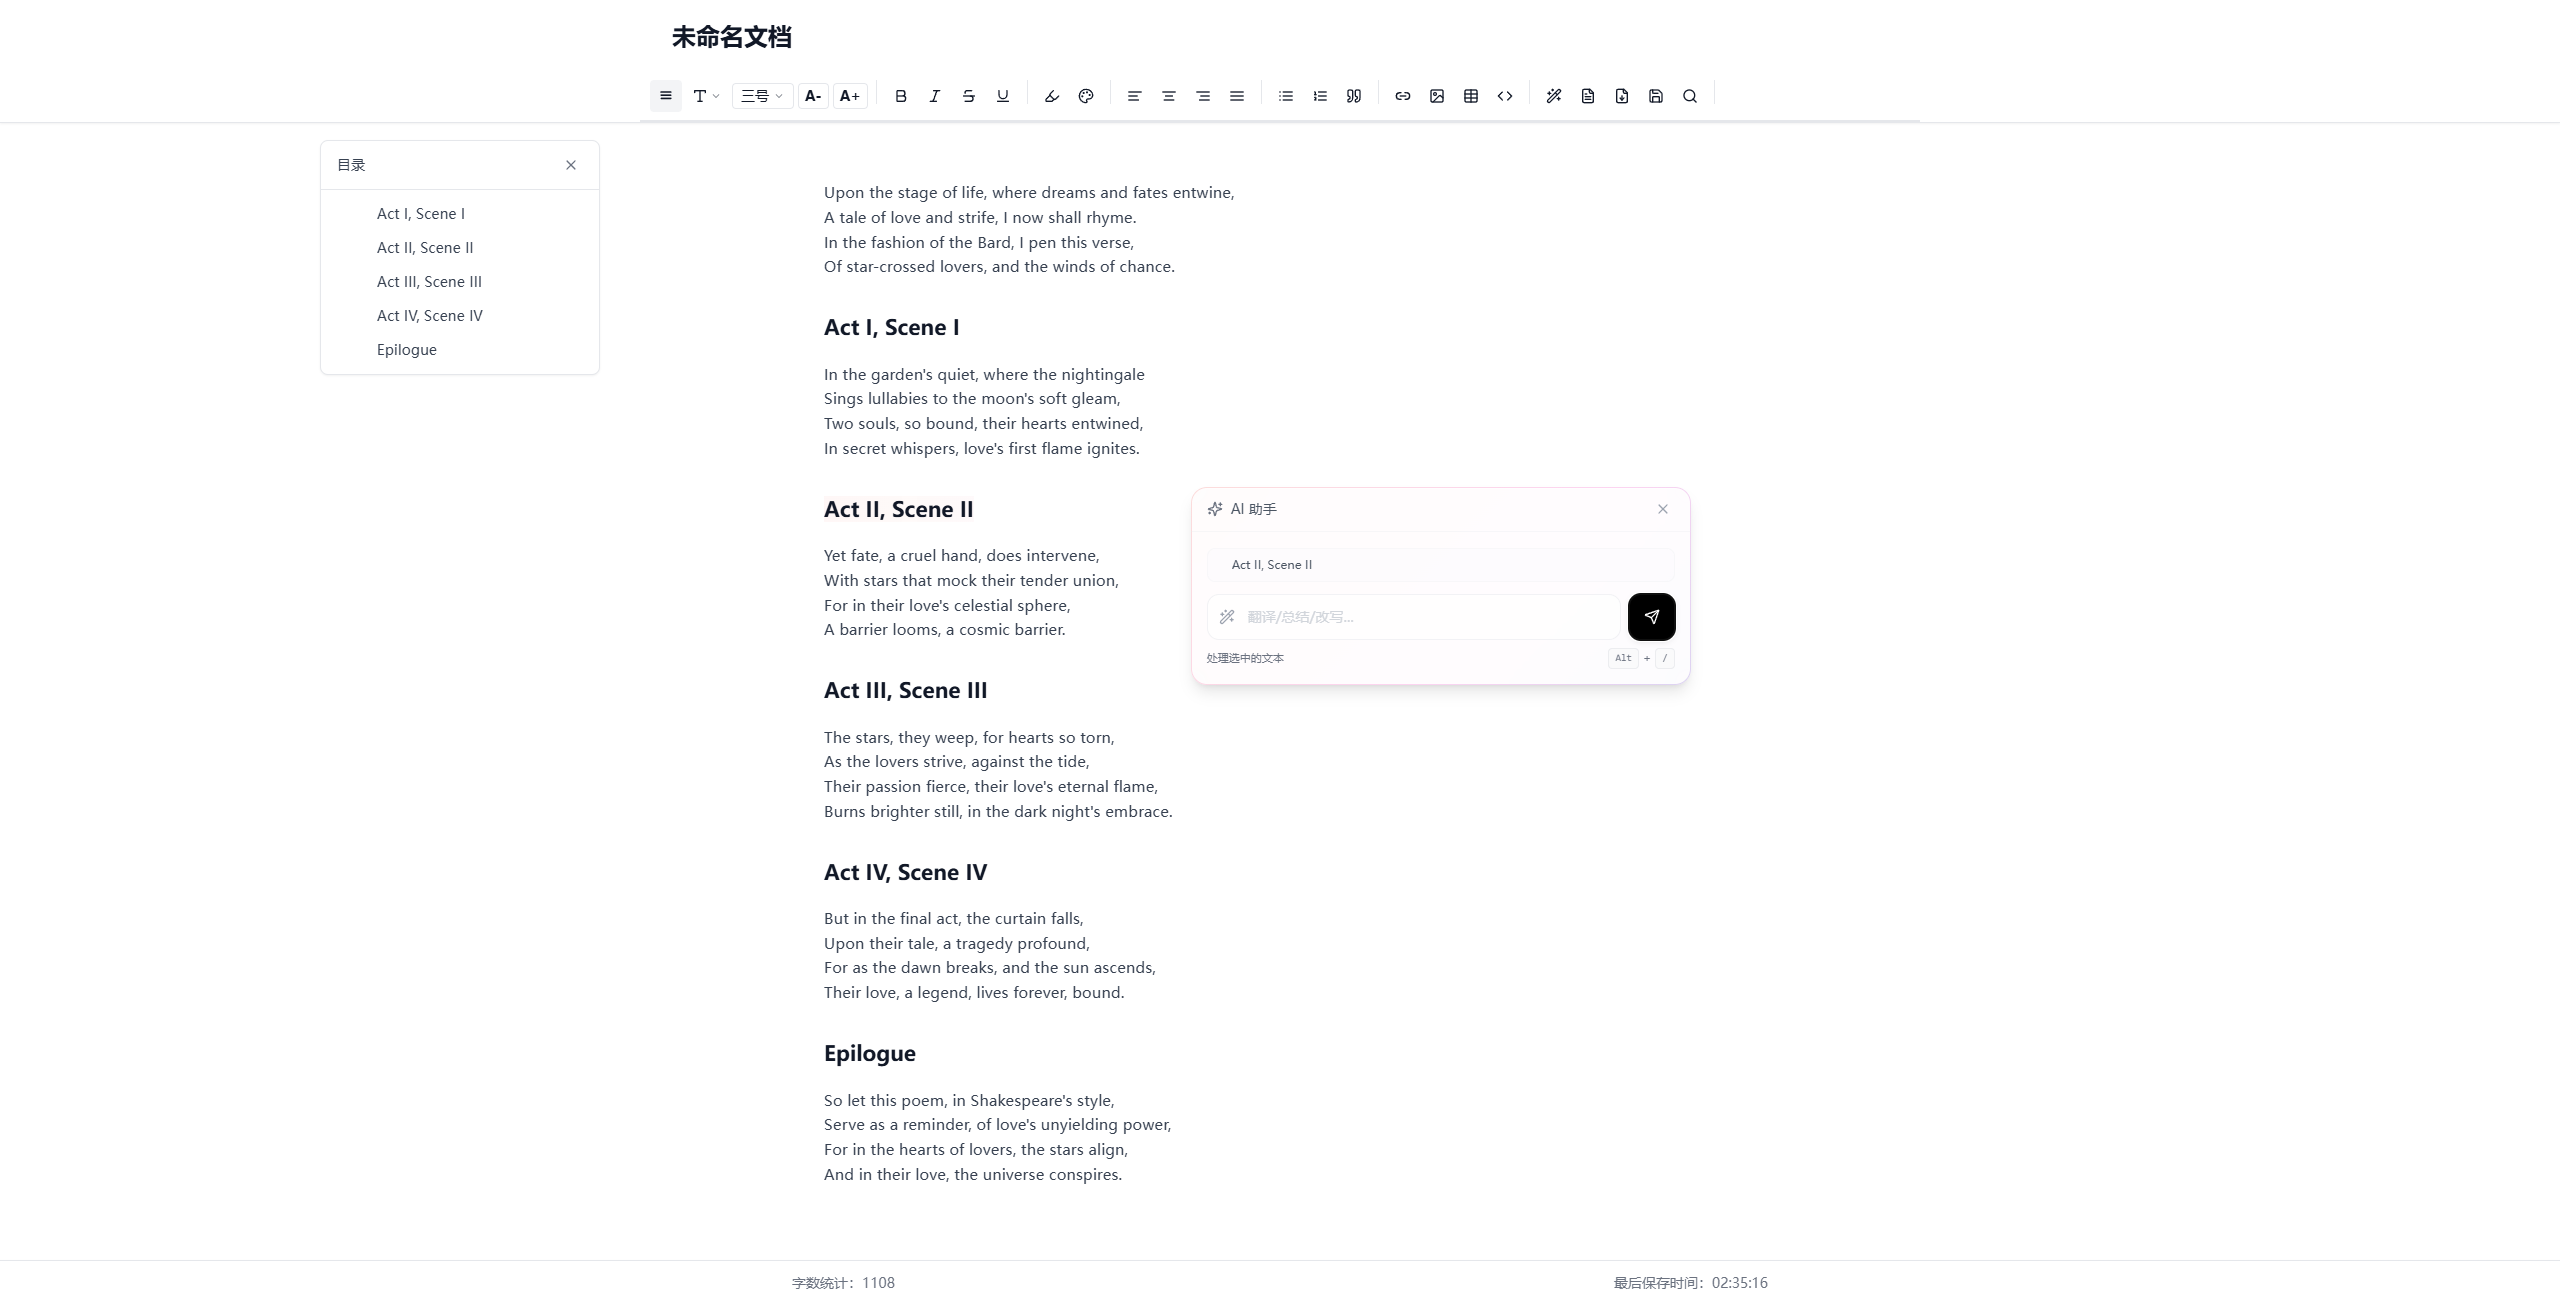 未命名文档
三号 A- A+
目录
Act I, Scene I
Act II, Scene II
Act III, Scene III
Act IV, Scene IV
Epilogue
Upon the stage of life, where dreams and fates entwine,
A tale of love and strife, I now shall rhyme.
In the fashion of the Bard, I pen this verse,
Of star-crossed lovers, and the winds of chance.
Act I, Scene I
In the garden's quiet, where the nightingale
Sings lullabies to the moon's soft gleam,
Two souls, so bound, their hearts entwined,
In secret whispers, love's first flame ignites.
Act II, Scene II
Yet fate, a cruel hand, does intervene,
With stars that mock their tender union,
For in their love's celestial sphere,
A barrier looms, a cosmic barrier.
AI 助手
Act II, Scene II
翻译/总结/改写...
处理选中的文本
Alt + /
Act III, Scene III
The stars, they weep, for hearts so torn,
As the lovers strive, against the tide,
Their passion fierce, their love's eternal flame,
Burns brighter still, in the dark night's embrace.
Act IV, Scene IV
But in the final act, the curtain falls,
Upon their tale, a tragedy profound,
For as the dawn breaks, and the sun ascends,
Their love, a legend, lives forever, bound.
Epilogue
So let this poem, in Shakespeare's style,
Serve as a reminder, of love's unyielding power,
For in the hearts of lovers, the stars align,
And in their love, the universe conspires.
字数统计：1108
最后保存时间：02:35:16